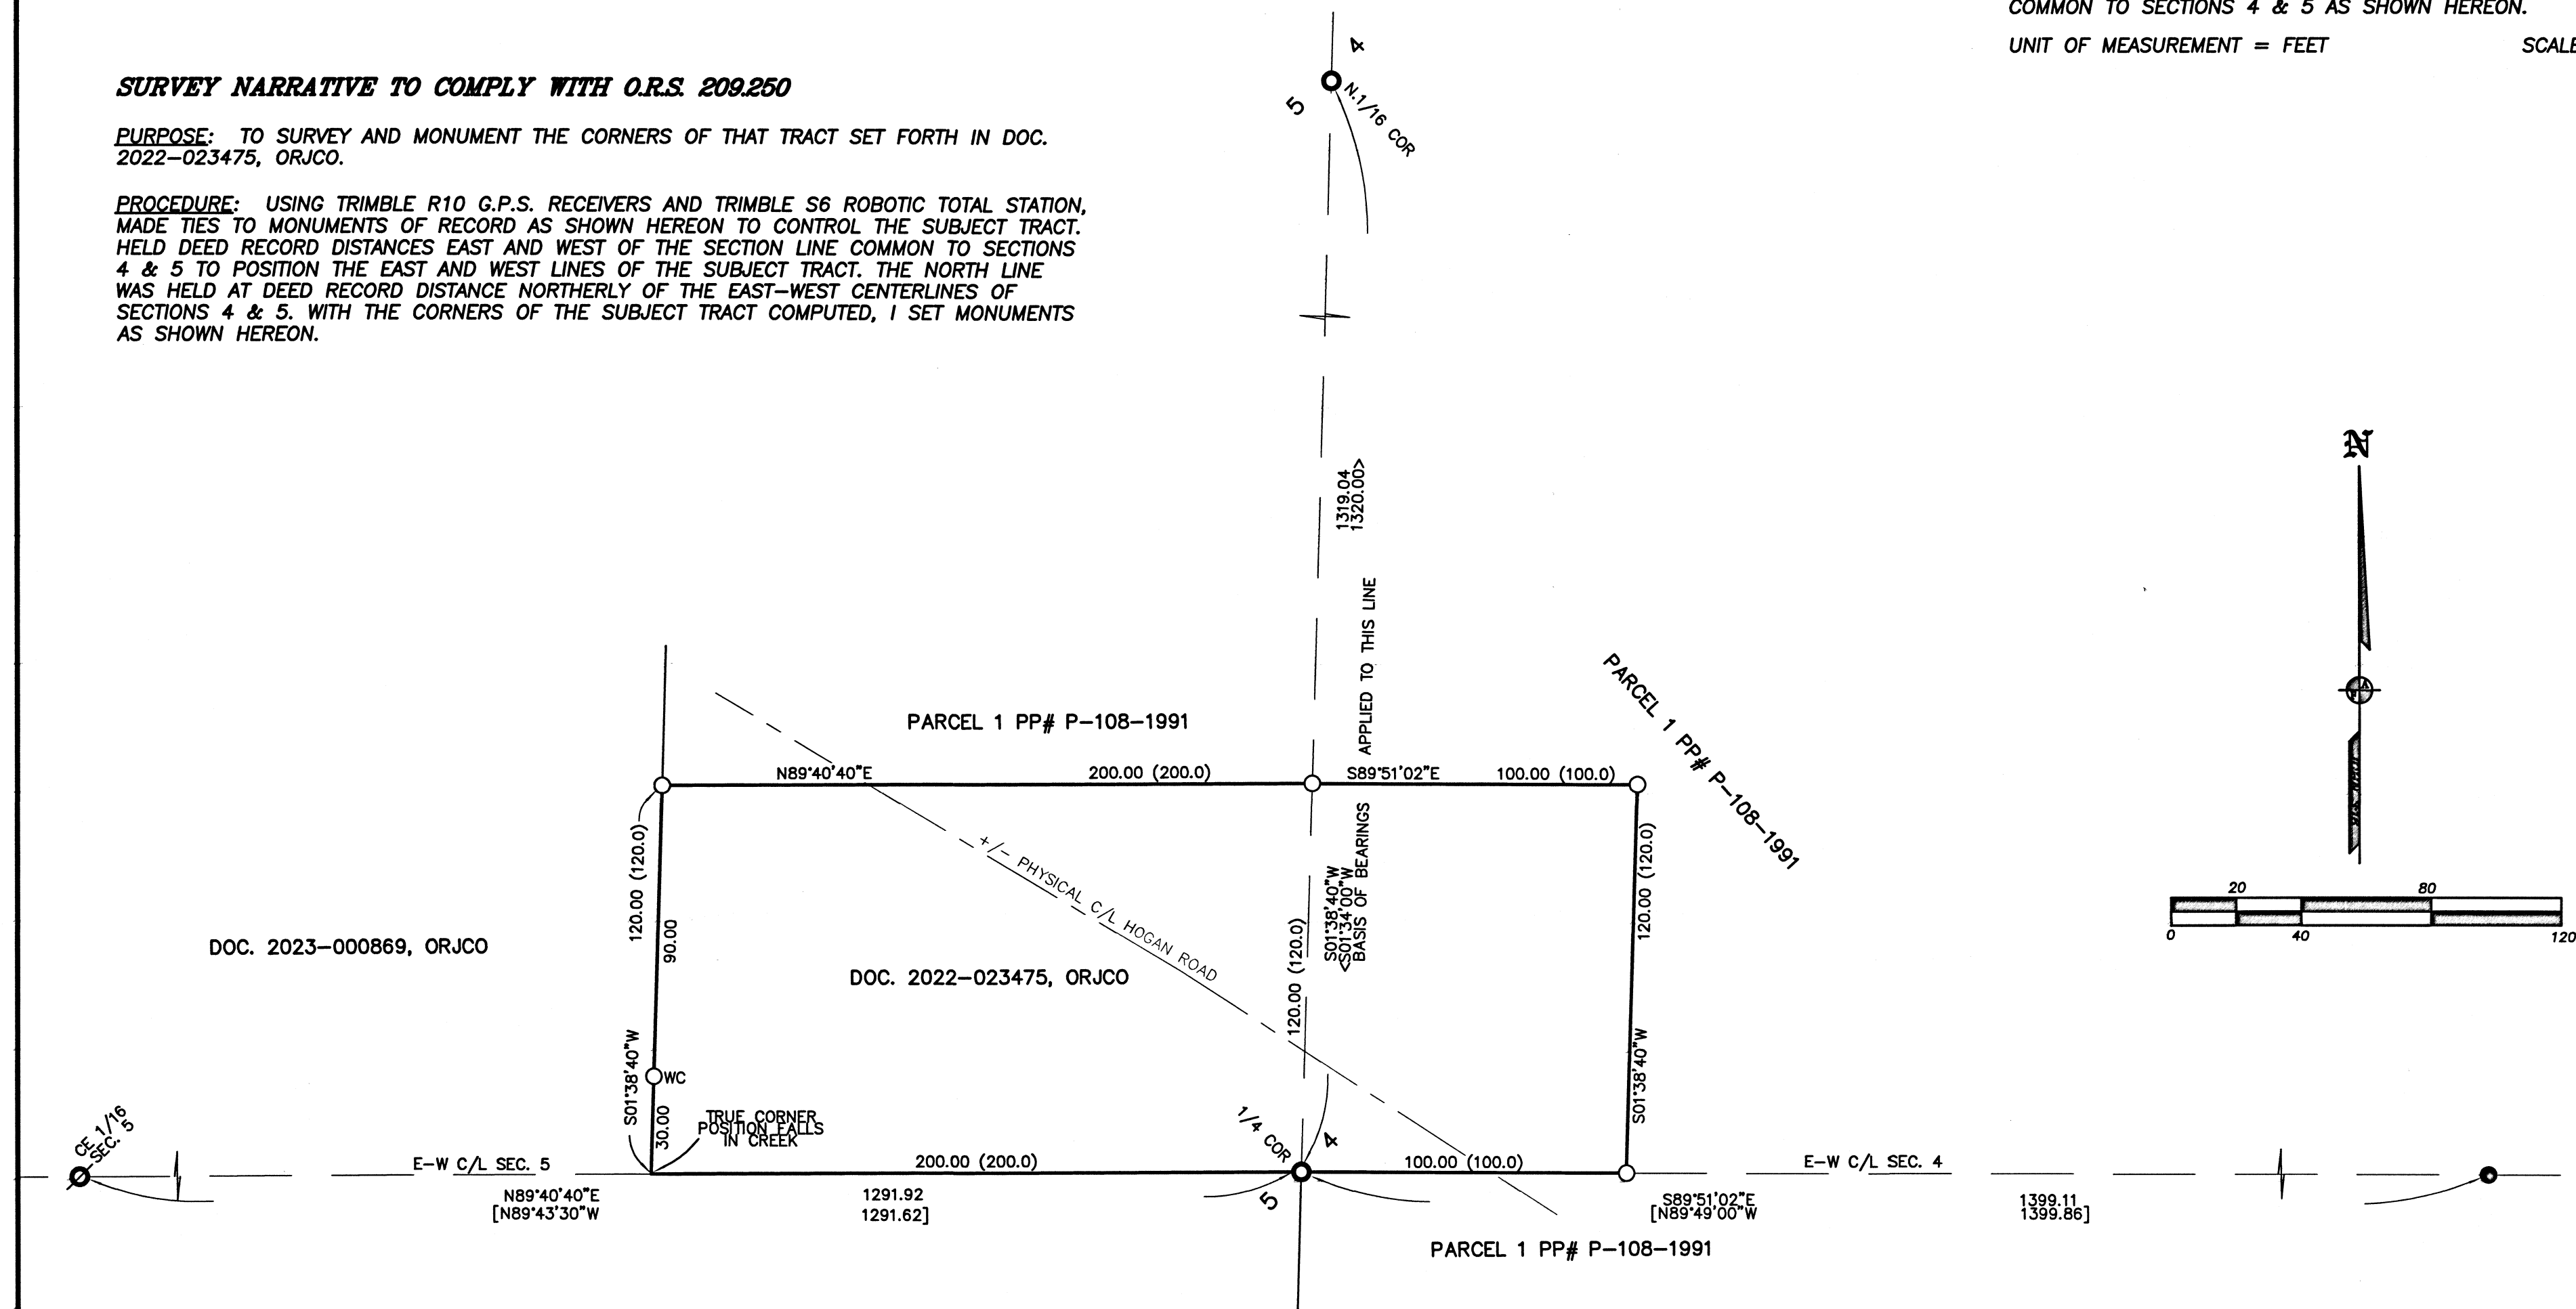 COMMON TO SECTIONS 4 & 5 AS SHOWN HEREON.
UNIT OF MEASUREMENT = FEET
SCALE
SURVEY NARRATIVE TO COMPLY WITH O.R.S. 209.250
PURPOSE: TO SURVEY AND MONUMENT THE CORNERS OF THAT TRACT SET FORTH IN DOC.
2022-023475, ORJCO.
PROCEDURE: USING TRIMBLE R10 G.P.S. RECEIVERS AND TRIMBLE S6 ROBOTIC TOTAL STATION,
MADE TIES TO MONUMENTS OF RECORD AS SHOWN HEREON TO CONTROL THE SUBJECT TRACT.
HELD DEED RECORD DISTANCES EAST AND WEST OF THE SECTION LINE COMMON TO SECTIONS
4 & 5 TO POSITION THE EAST AND WEST LINES OF THE SUBJECT TRACT. THE NORTH LINE
WAS HELD AT DEED RECORD DISTANCE NORTHERLY OF THE EAST-WEST CENTERLINES OF
SECTIONS 4 & 5. WITH THE CORNERS OF THE SUBJECT TRACT COMPUTED, I SET MONUMENTS
AS SHOWN HEREON.
4
5
N.1/16 COR
1319.04
1320.00>
APPLIED TO THIS LINE
N
PARCEL 1 PP# P-108-1991
PARCEL 1 PP# P-108-1991
N89°40'40"E
200.00 (200.0)
S89°51'02"E
100.00 (100.0)
120.00 (120.0)
90.00
+/- PHYSICAL C/L HOGAN ROAD
S01°38'40"W
<S01°34'00"W
BASIS OF BEARINGS
120.00 (120.0)
120.00 (120.0)
20
80
0
40
120
DOC. 2023-000869, ORJCO
DOC. 2022-023475, ORJCO
S01°38'40"W
WC
30.00
TRUE CORNER
POSITION FALLS
IN CREEK
S01°38'40"W
CE 1/16
SEC. 5
1/4 COR
4
5
E-W C/L SEC. 5
200.00 (200.0)
100.00 (100.0)
E-W C/L SEC. 4
N89°40'40"E
1291.92
[N89°43'30"W
1291.62]
S89°51'02"E
1399.11
[N89°49'00"W
1399.86]
PARCEL 1 PP# P-108-1991